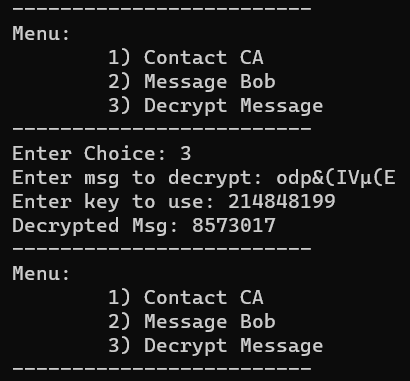 -------------------------
Menu:
1) Contact CA
2) Message Bob
3) Decrypt Message
-------------------------
Enter Choice: 3
Enter msg to decrypt: odp&(IVµ(E
Enter key to use: 214848199
Decrypted Msg: 8573017
-------------------------
Menu:
1) Contact CA
2) Message Bob
3) Decrypt Message
-------------------------